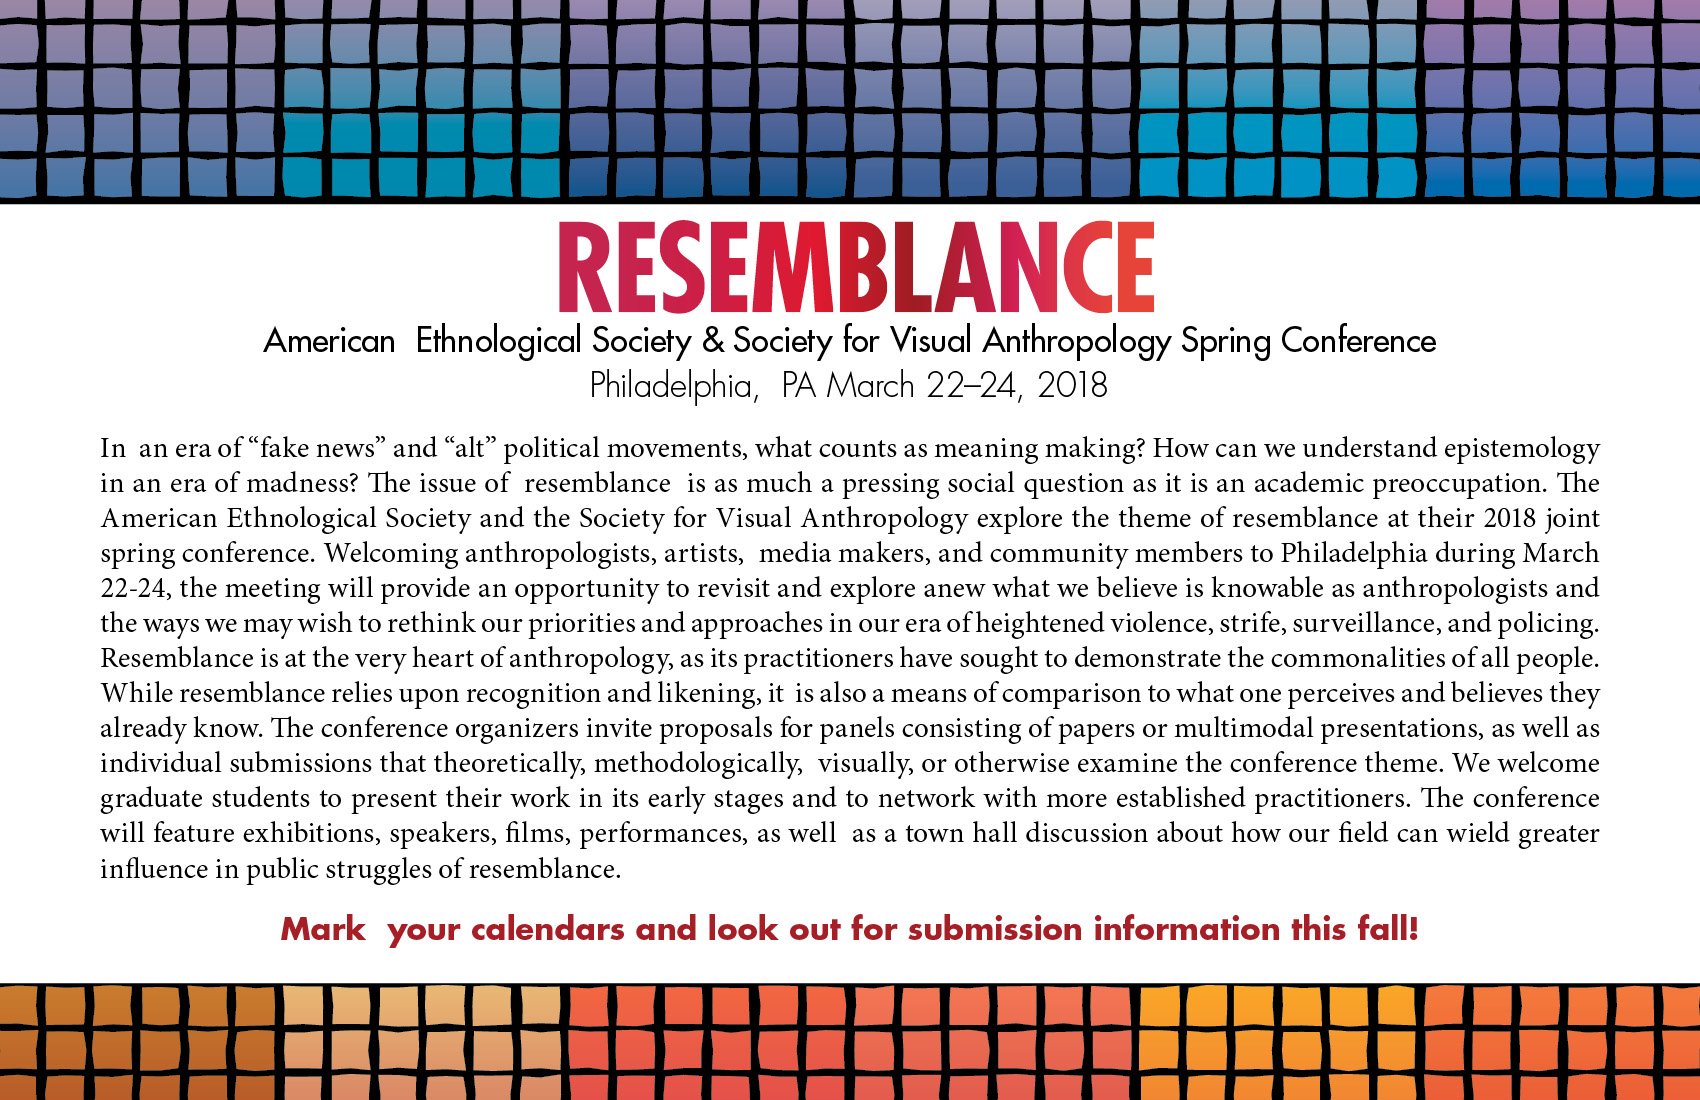 RESEMBLANCE
American Ethnological Society & Society for Visual Anthropology Spring Conference
Philadelphia, PA March 22–24, 2018
In an era of “fake news” and “alt” political movements, what counts as meaning making? How can we understand epistemology
in an era of madness? The issue of resemblance is as much a pressing social question as it is an academic preoccupation. The
American Ethnological Society and the Society for Visual Anthropology explore the theme of resemblance at their 2018 joint
spring conference. Welcoming anthropologists, artists, media makers, and community members to Philadelphia during March
22-24, the meeting will provide an opportunity to revisit and explore anew what we believe is knowable as anthropologists and
the ways we may wish to rethink our priorities and approaches in our era of heightened violence, strife, surveillance, and policing.
Resemblance is at the very heart of anthropology, as its practitioners have sought to demonstrate the commonalities of all people.
While resemblance relies upon recognition and likening, it is also a means of comparison to what one perceives and believes they
already know. The conference organizers invite proposals for panels consisting of papers or multimodal presentations, as well as
individual submissions that theoretically, methodologically, visually, or otherwise examine the conference theme. We welcome
graduate students to present their work in its early stages and to network with more established practitioners. The conference
will feature exhibitions, speakers, films, performances, as well as a town hall discussion about how our field can wield greater
influence in public struggles of resemblance.
Mark your calendars and look out for submission information this fall!